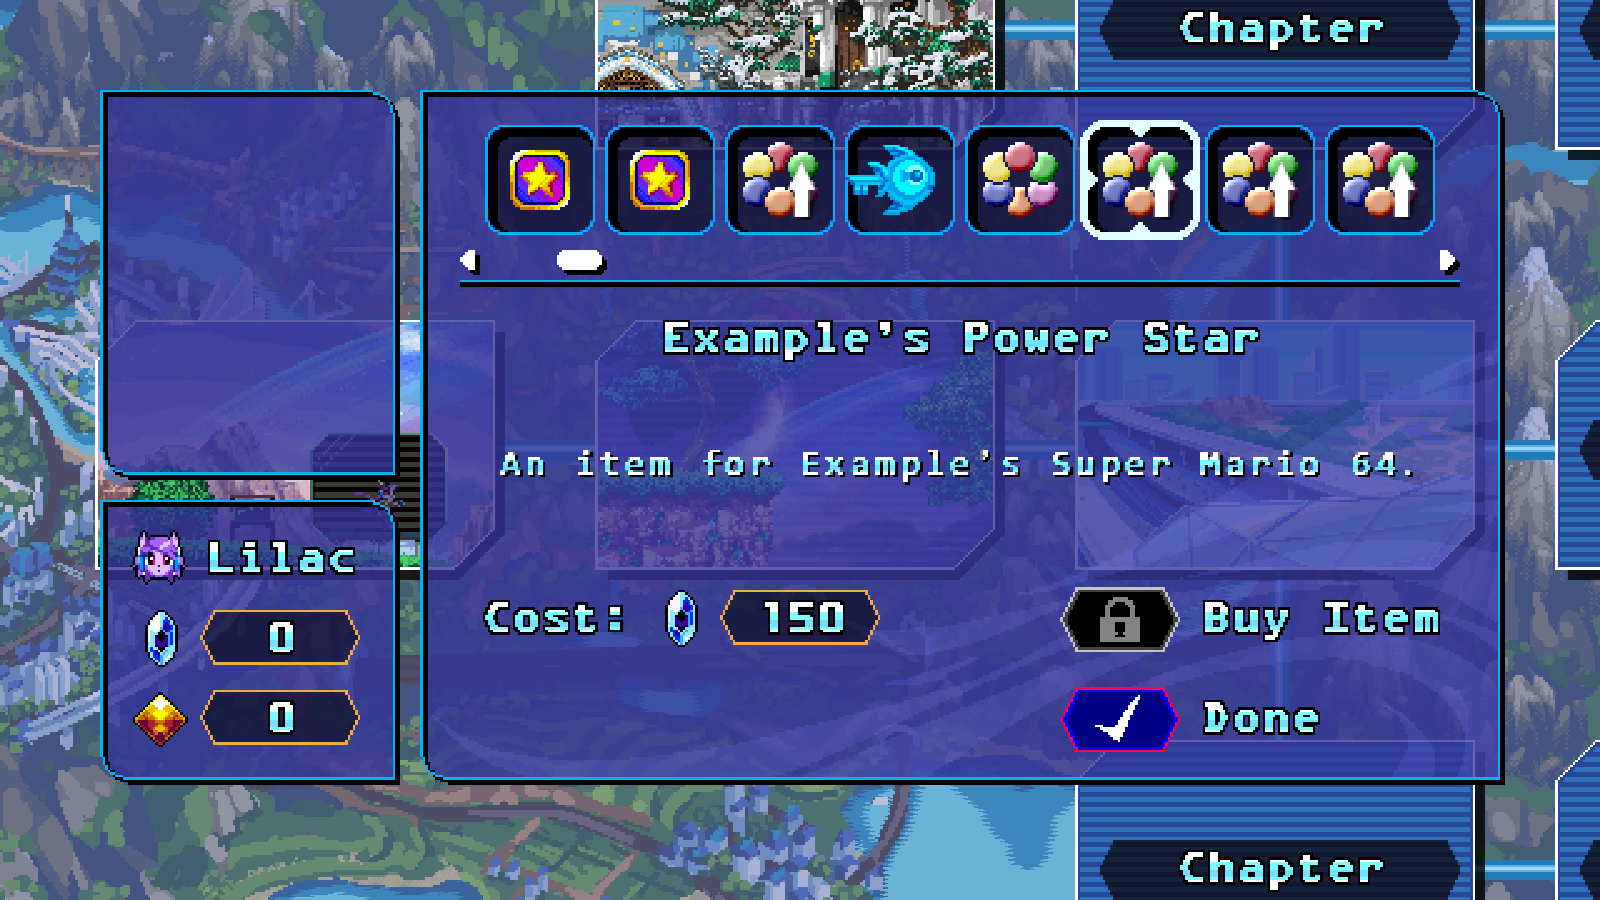 Chapter
Example's Power Star
An item for Example's Super Mario 64.
Lilac
0
0
Cost: 150
Buy Item
Done
Chapter